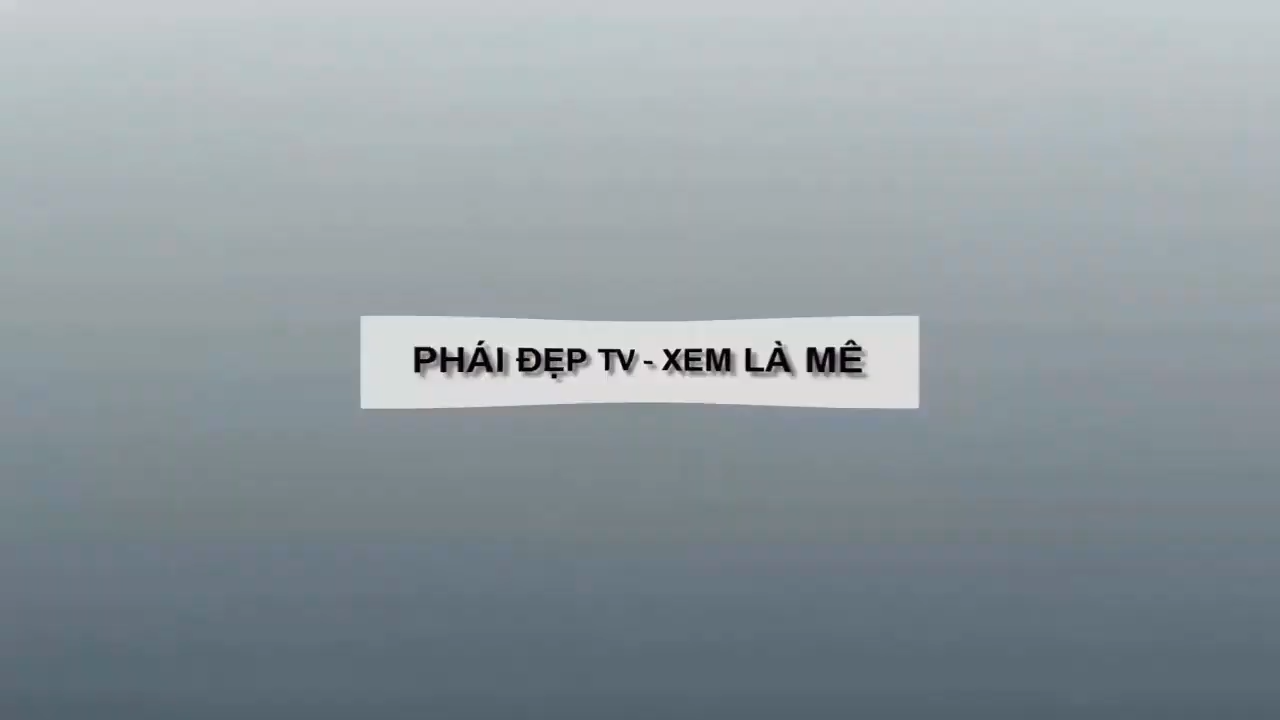 PHÁI ĐẸP TV - XEM LÀ MÊ